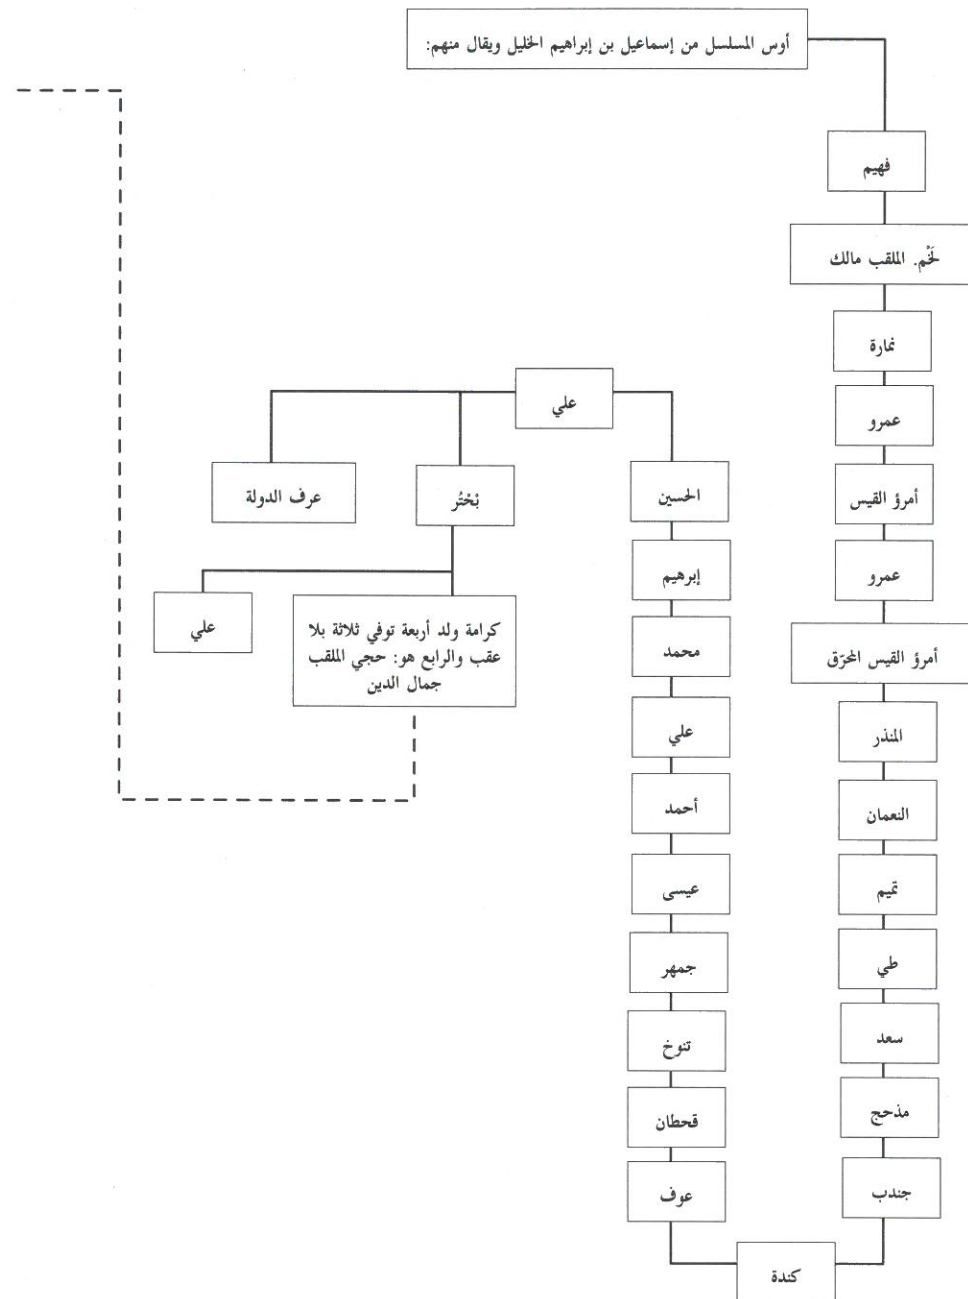 أوس المسلسل من إسماعيل بن إبراهيم الخليل ويقال منهم:
فهيم
لَخْم. الملقب مالك
نمارة
عمرو
أمرؤ القيس
عمرو
أمرؤ القيس المحرّق
المنذر
النعمان
تميم
طي
سعد
مذحج
جندب
كندة
عوف
قحطان
تنوخ
جمهر
عيسى
أحمد
علي
محمد
إبرهيم
الحسين
علي
بُحْتُر
عرف الدولة
كرامة ولد أربعة توفي ثلاثة بلا
عقب والرابع هو: حجي الملقب
جمال الدين
علي